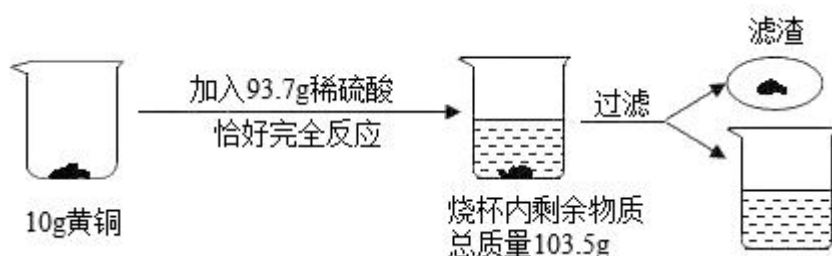 滤渣
加入93.7g稀硫酸
恰好完全反应
过滤
10g黄铜
烧杯内剩余物质
总质量103.5g